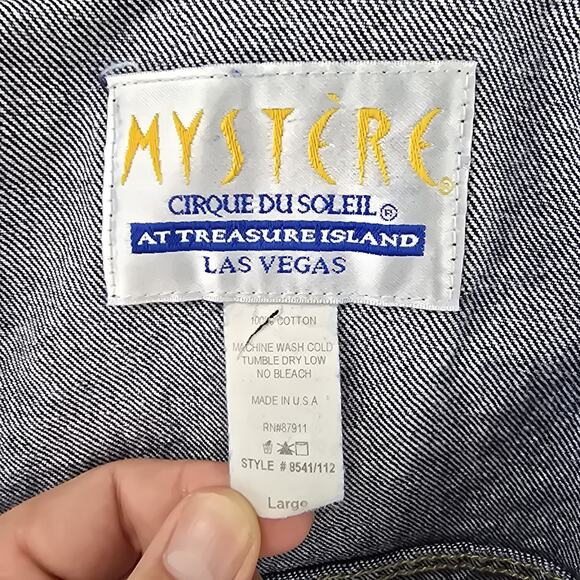 MYSTÈRE®
CIRQUE DU SOLEIL®
AT TREASURE ISLAND
LAS VEGAS
100% COTTON
MACHINE WASH COLD
TUMBLE DRY LOW
NO BLEACH
MADE IN U.S.A
RN#87911
STYLE # 8541/112
Large